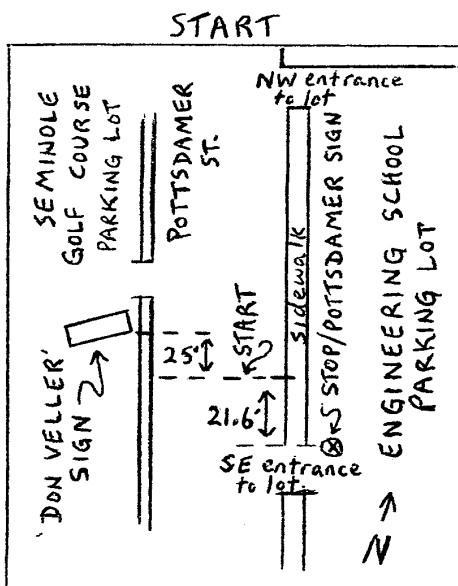 START
NW entrance
to lot
SEMINOLE
GOLF COURSE
PARKING LOT
POTTSDAMER
ST.
Sidewalk
STOP/POTTSDAMER SIGN
ENGINEERING SCHOOL
PARKING LOT
START
25'
21.6'
'DON VELLER'
SIGN
SE entrance
to lot
N